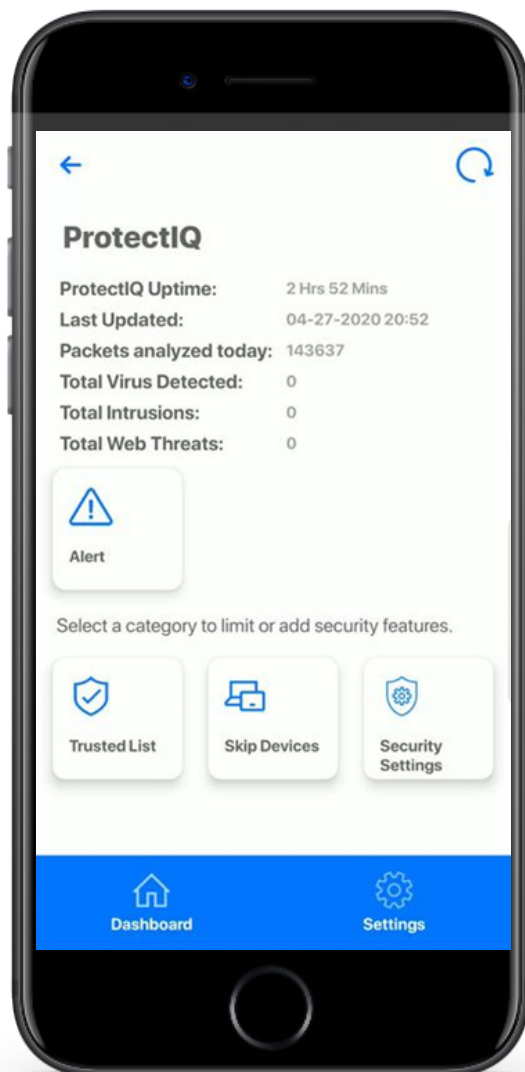 ProtectIQ
ProtectIQ Uptime: 2 Hrs 52 Mins
Last Updated: 04-27-2020 20:52
Packets analyzed today: 143637
Total Virus Detected: 0
Total Intrusions: 0
Total Web Threats: 0
Alert
Select a category to limit or add security features.
Trusted List
Skip Devices
Security
Settings
Dashboard
Settings